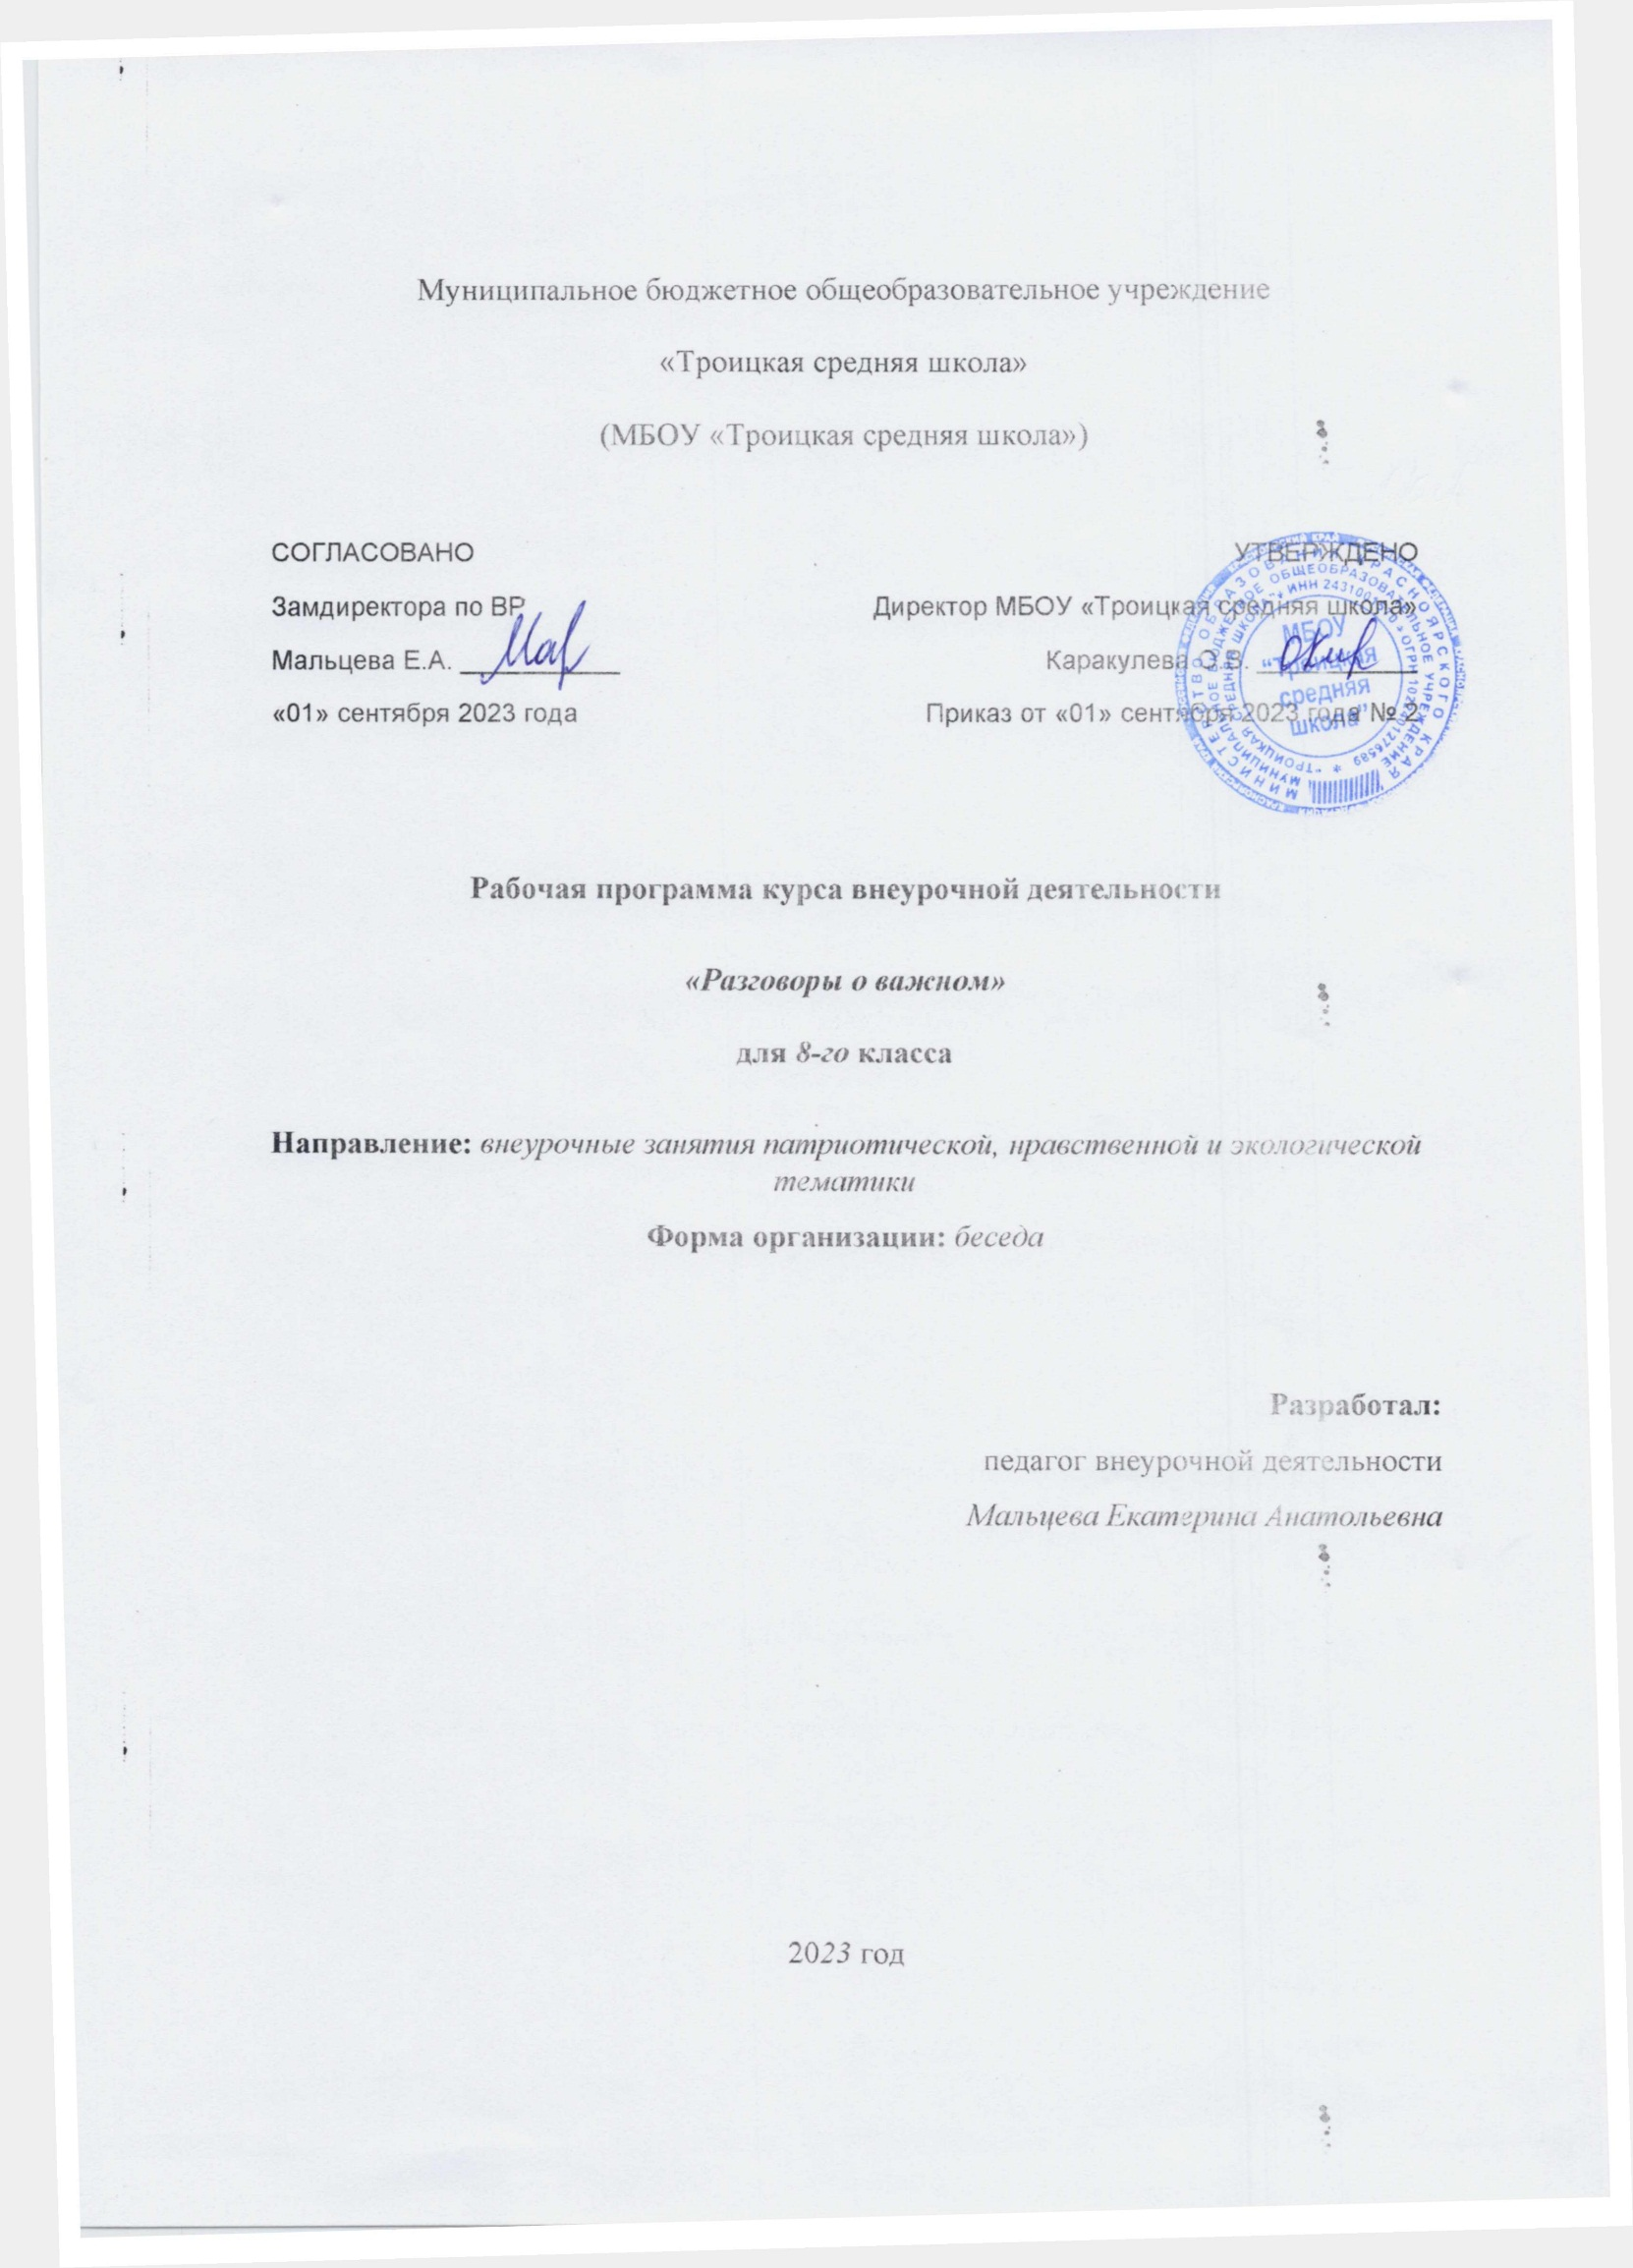 Муниципальное бюджетное общеобразовательное учреждение
«Троицкая средняя школа»
(МБОУ «Троицкая средняя школа»)
СОГЛАСОВАНО
Замдиректора по ВР
Мальцева Е.А.
«01» сентября 2023 года
УТВЕРЖДЕНО
Директор МБОУ «Троицкая средняя школа»
Каракулева О.В.
Приказ от «01» сентября 2023 года № 2
МБОУ
“Троицкая
средняя
школа”
Рабочая программа курса внеурочной деятельности
«Разговоры о важном»
для 8-го класса
Направление: внеурочные занятия патриотической, нравственной и экологической
тематики
Форма организации: беседа
Разработал:
педагог внеурочной деятельности
Мальцева Екатерина Анатольевна
2023 год